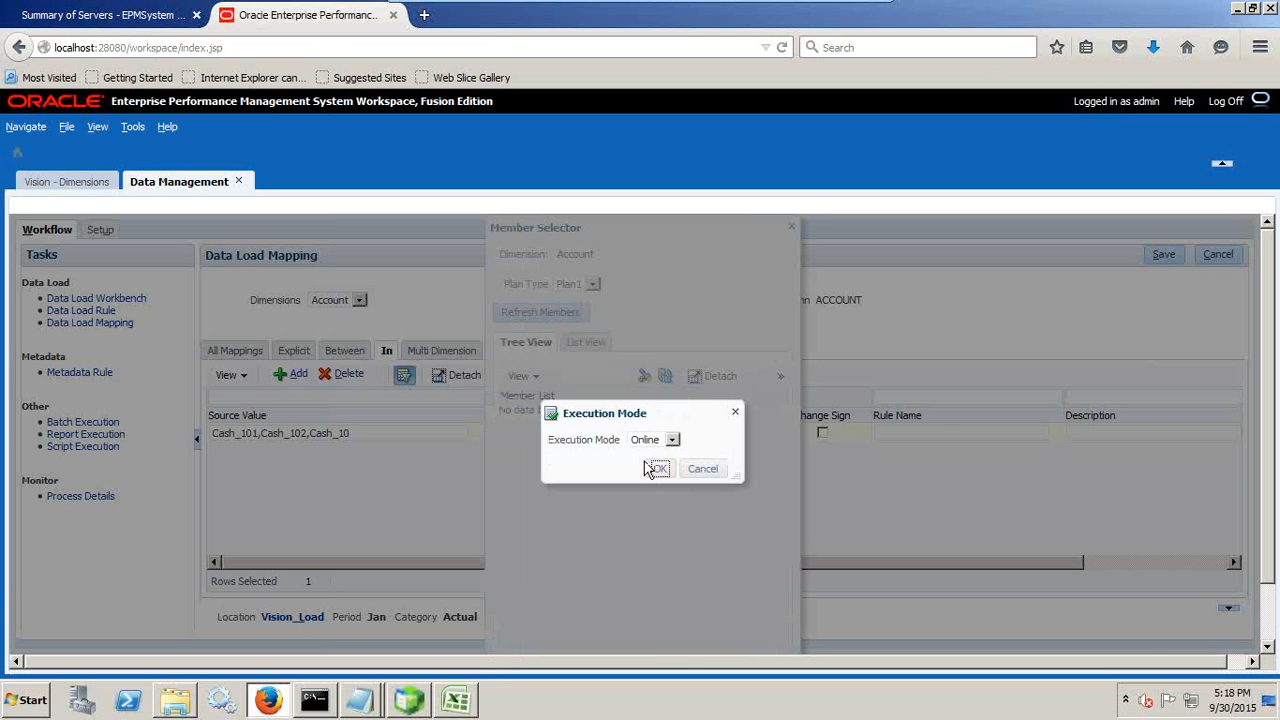 Summary of Servers - EPMSystem ...
Oracle Enterprise Performanc...
localhost:28080/workspace/index.jsp
Search
Most Visited
Getting Started
Internet Explorer can...
Suggested Sites
Web Slice Gallery
ORACLE
Enterprise Performance Management System Workspace, Fusion Edition
Logged in as admin
Help
Log Off
Navigate
File
View
Tools
Help
Vision - Dimensions
Data Management
Workflow
Setup
Member Selector
Tasks
Data Load Mapping
Dimension: Account
Save
Cancel
Data Load
Plan Type Plan1
Data Load Workbench
Dimensions Account
ACCOUNT
Data Load Rule
Refresh Members
Data Load Mapping
Tree View
List View
All Mappings
Explicit
Between
In
Multi Dimension
Metadata
Metadata Rule
View
Add
Delete
Detach
View
Detach
»
Member List
No data t
Other
Execution Mode
Source Value
hange Sign
Rule Name
Description
Batch Execution
Report Execution
Script Execution
Cash_101,Cash_102,Cash_10
Execution Mode Online
OK
Cancel
Monitor
Process Details
Rows Selected 1
Location Vision_Load Period Jan Category Actual
Start
5:18 PM
9/30/2015